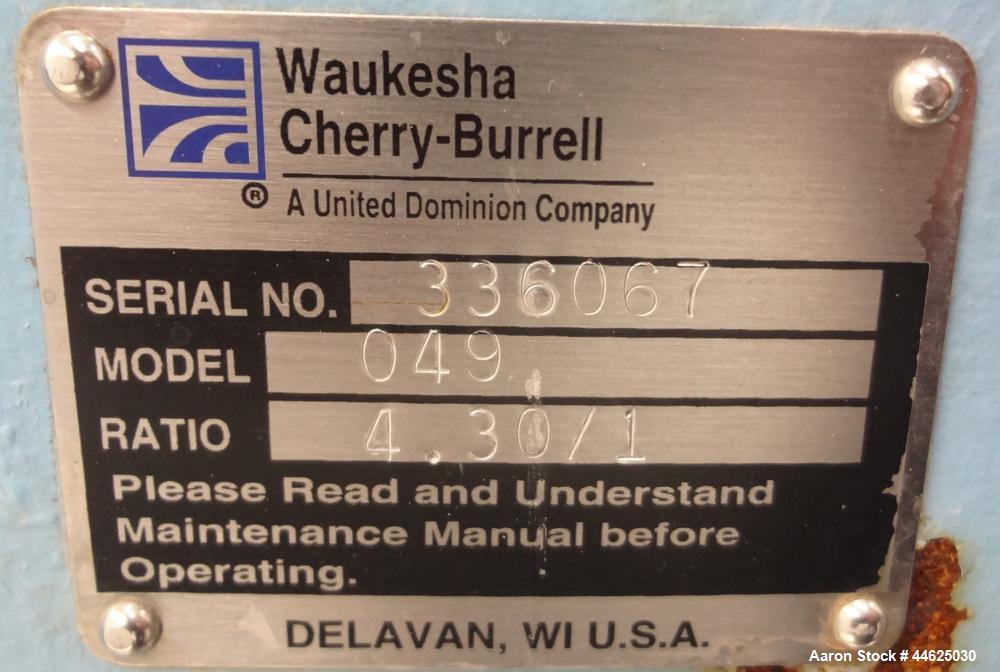 Waukesha
Cherry-Burrell
® A United Dominion Company
SERIAL NO. 336067
MODEL 049
RATIO 4.30/1
Please Read and Understand
Maintenance Manual before
Operating.
DELAVAN, WI U.S.A.
Aaron Stock # 44625030